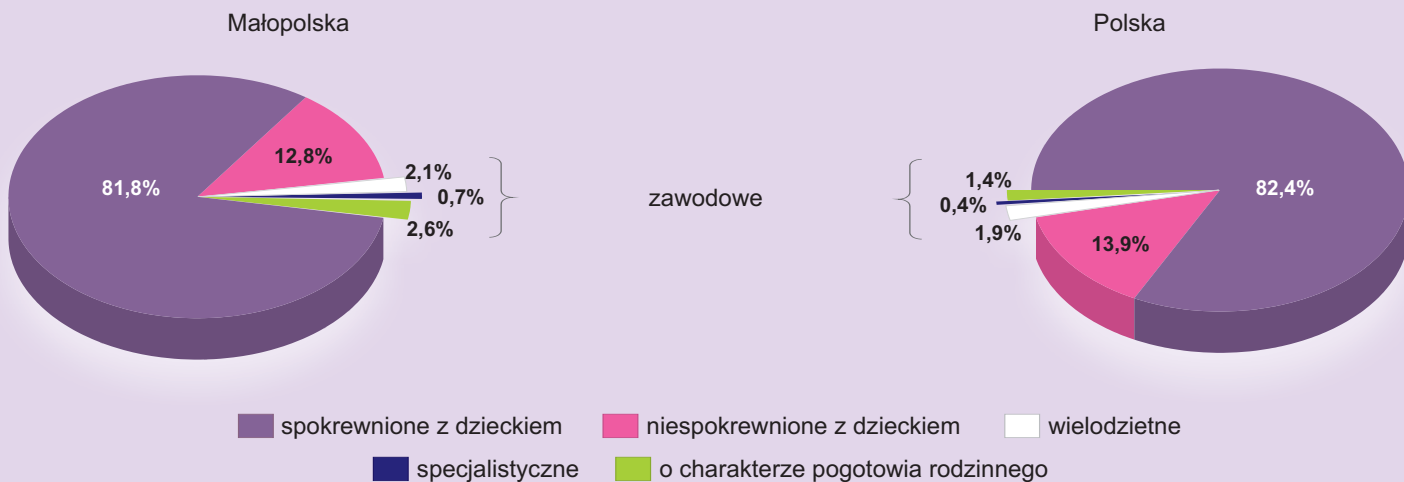 Małopolska
Polska
81,8%
12,8%
2,1%
0,7%
2,6%
zawodowe
1,4%
0,4%
1,9%
13,9%
82,4%
spokrewnione z dzieckiem
niespokrewnione z dzieckiem
wielodzietne
specjalistyczne
o charakterze pogotowia rodzinnego